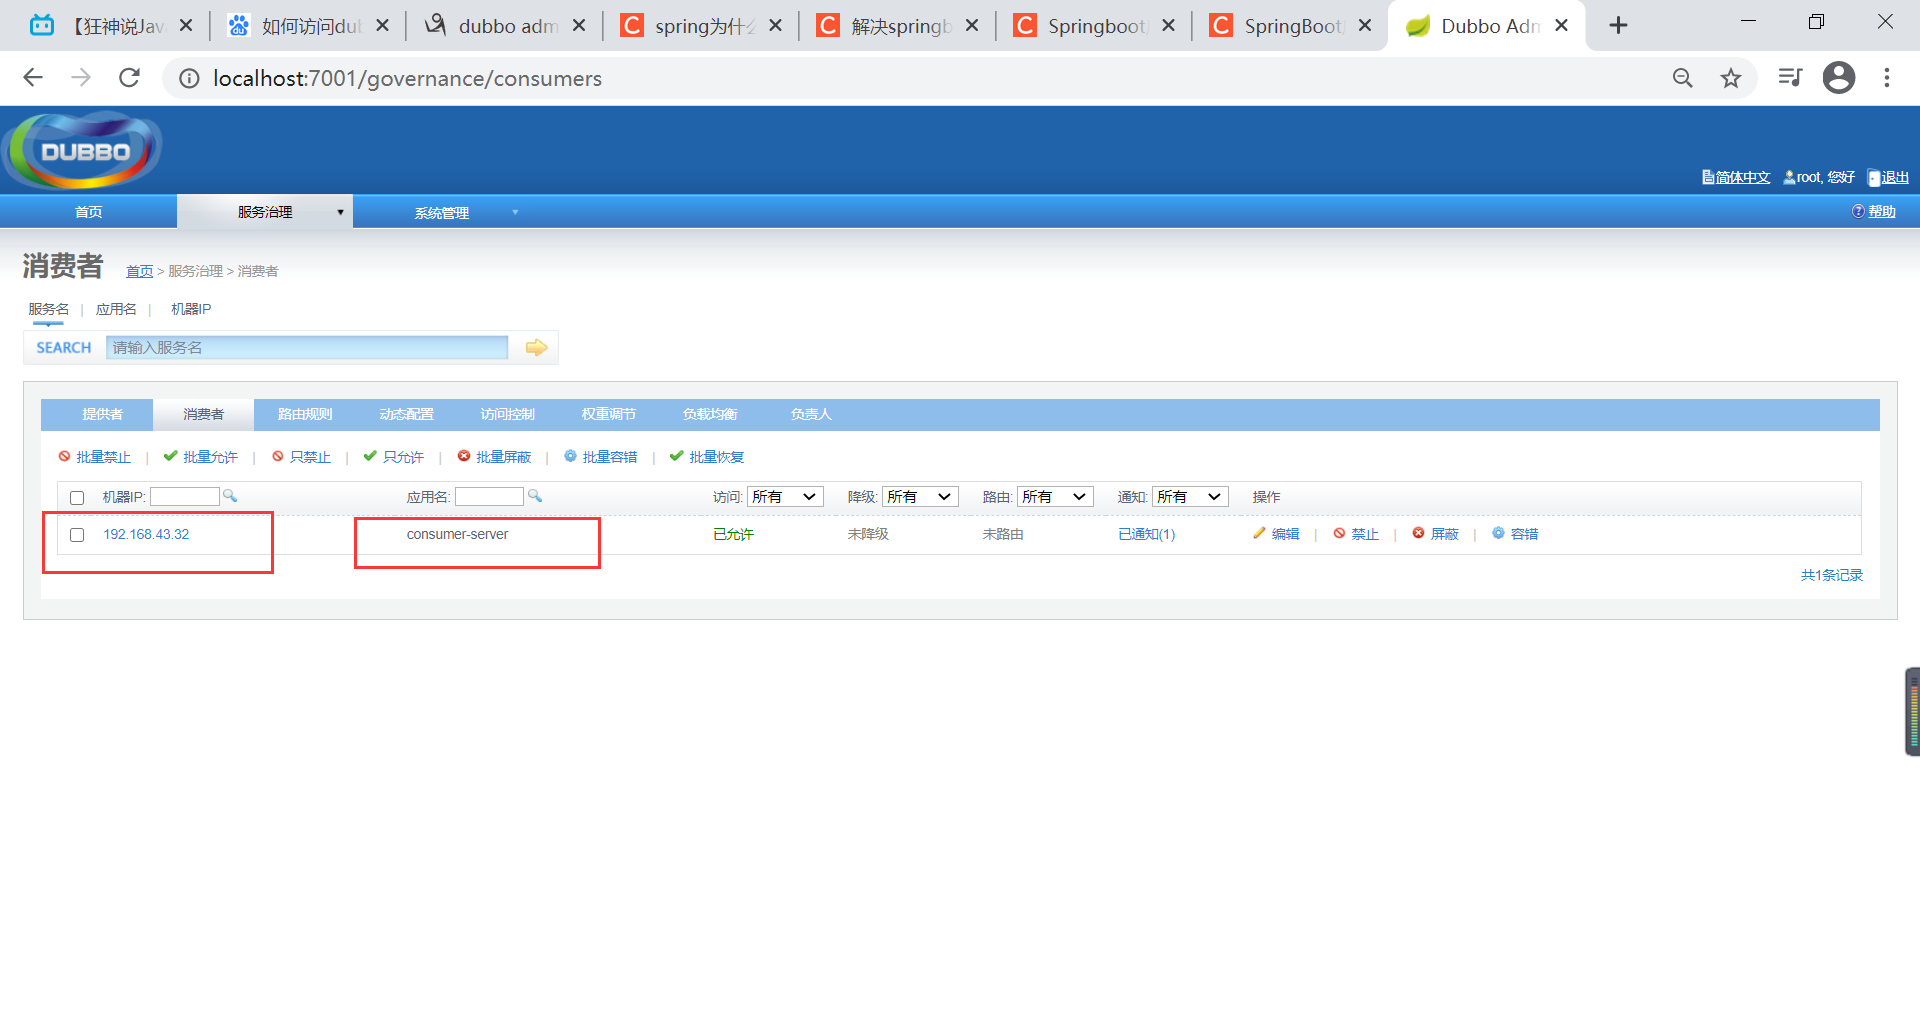 【狂神说Jav
如何访问dub
dubbo adm
spring为什么
解决springb
Springboot
SpringBoot
Dubbo Adm
localhost:7001/governance/consumers
DUBBO
简体中文 root, 您好 退出
首页 服务治理 系统管理 帮助
消费者 首页 > 服务治理 > 消费者
服务名 | 应用名 | 机器IP
SEARCH 请输入服务名
提供者 消费者 路由规则 动态配置 访问控制 权重调节 负载均衡 负责人
批量禁止 | 批量允许 | 只禁止 | 只允许 | 批量屏蔽 | 批量容错 | 批量恢复
机器IP: 应用名: 访问: 所有 降级: 所有 路由: 所有 通知: 所有 操作
192.168.43.32 consumer-server 已允许 未降级 未路由 已通知(1) 编辑 | 禁止 | 屏蔽 | 容错
共1条记录